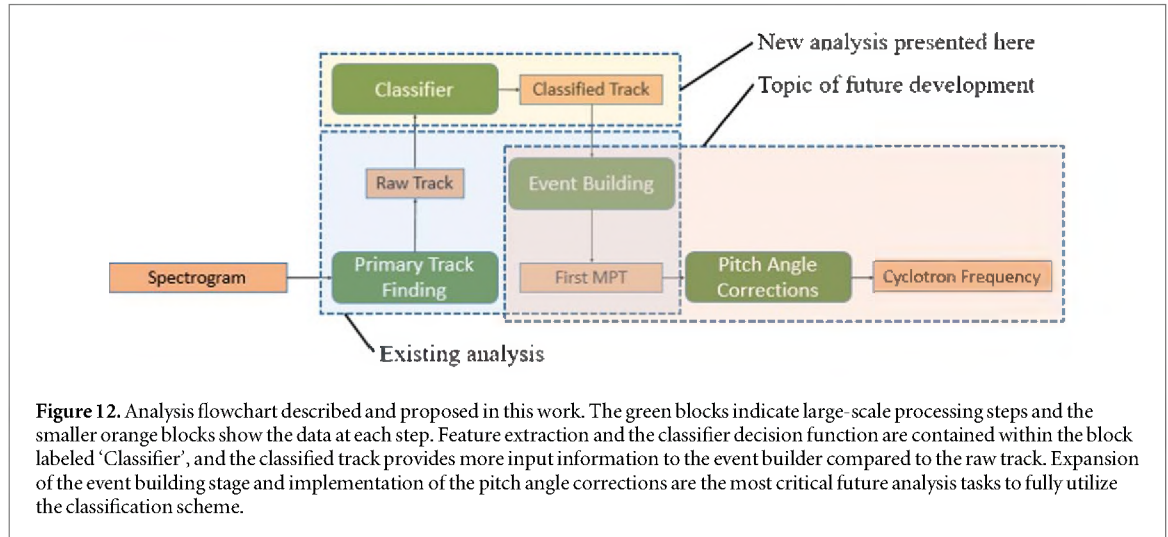 New analysis presented here
Topic of future development
Classifier
Classified Track
Raw Track
Event Building
Spectrogram
Primary Track
Finding
First MPT
Pitch Angle
Corrections
Cyclotron Frequency
Existing analysis
Figure 12. Analysis flowchart described and proposed in this work. The green blocks indicate large-scale processing steps and the
smaller orange blocks show the data at each step. Feature extraction and the classifier decision function are contained within the block
labeled ‘Classifier’, and the classified track provides more input information to the event builder compared to the raw track. Expansion
of the event building stage and implementation of the pitch angle corrections are the most critical future analysis tasks to fully utilize
the classification scheme.